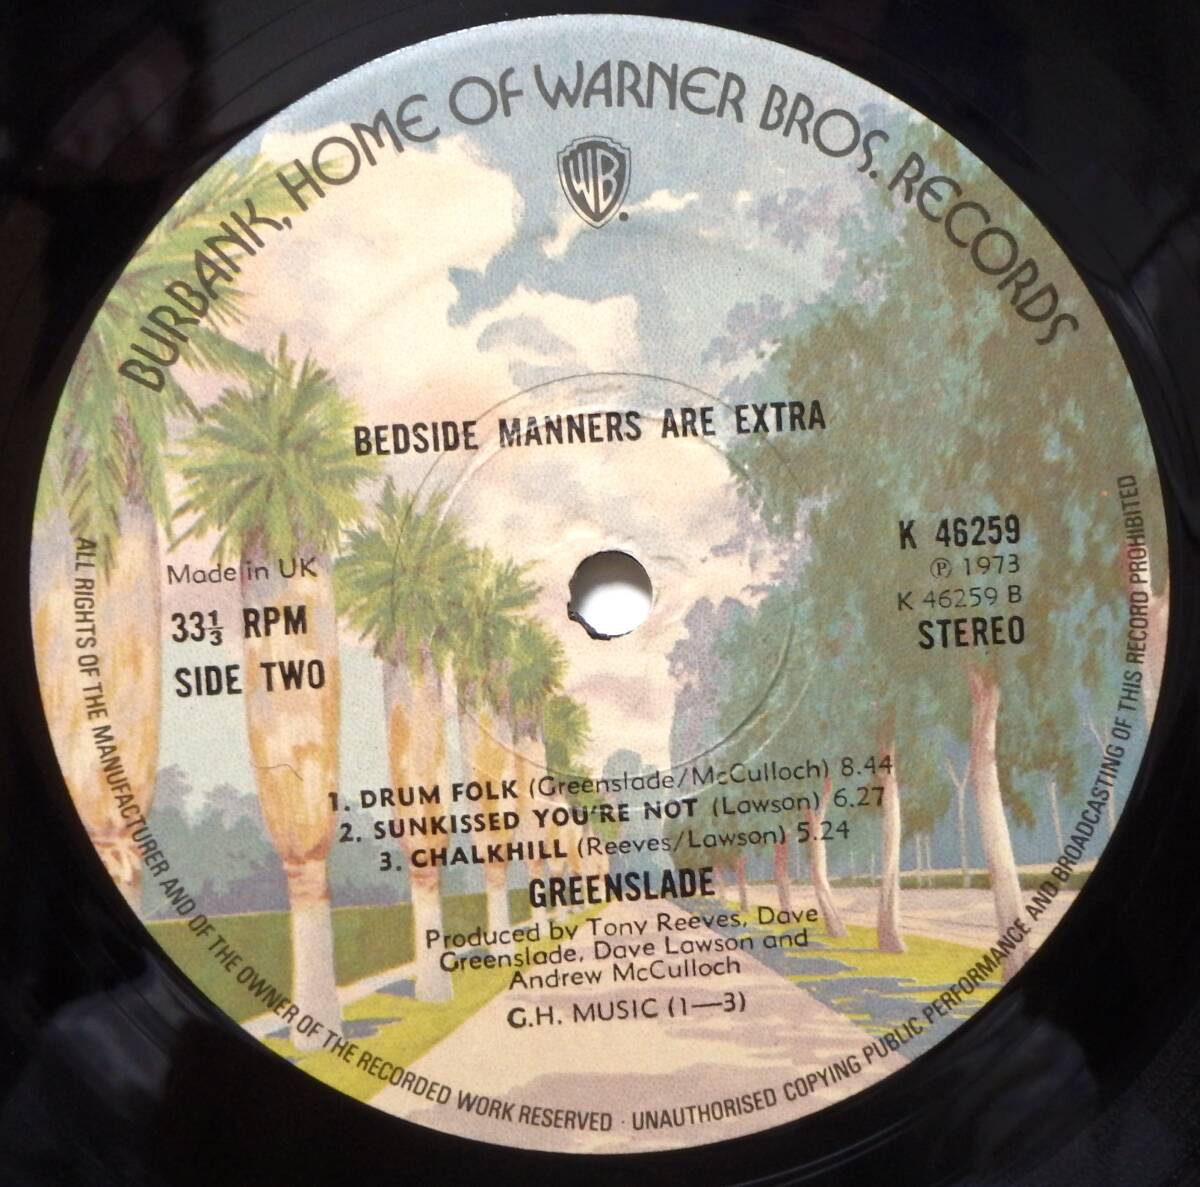 BURBANK, HOME OF WARNER BROS. RECORDS
WB
BEDSIDE MANNERS ARE EXTRA
Made in UK
33⅓ RPM
SIDE TWO
K 46259
Ⓟ 1973
K 46259 B
STEREO
1. DRUM FOLK (Greenslade/McCulloch) 8.44
2. SUNKISSED YOU'RE NOT (Lawson) 6.27
3. CHALKHILL (Reeves/Lawson) 5.24
GREENSLADE
Produced by Tony Reeves, Dave
Greenslade, Dave Lawson and
Andrew McCulloch
G.H. MUSIC (1—3)
ALL RIGHTS OF THE MANUFACTURER AND OF THE OWNER OF THE RECORDED WORK RESERVED · UNAUTHORISED COPYING PUBLIC PERFORMANCE AND BROADCASTING OF THIS RECORD PROHIBITED